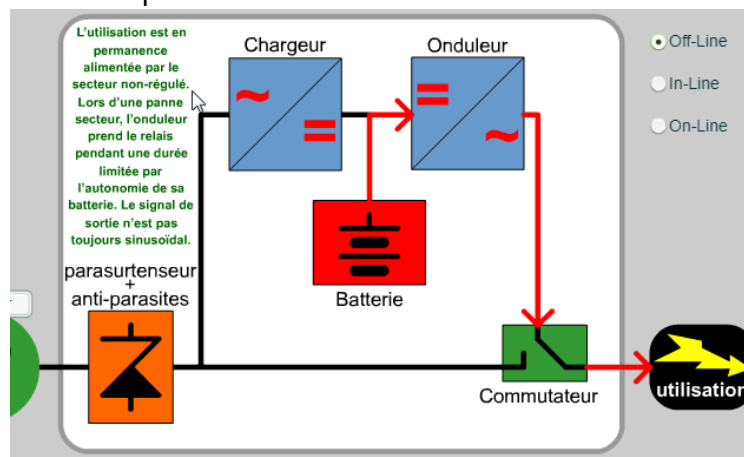 L'utilisation est en
permanence
alimentée par le
secteur non-régulé.
Lors d'une panne
secteur, l'onduleur
prend le relais
pendant une durée
limitée par
l'autonomie de sa
batterie. Le signal de
sortie n'est pas
toujours sinusoïdal.
Chargeur
Onduleur
Off-Line
In-Line
On-Line
Batterie
parasurtenseur
+
anti-parasites
Commutateur
utilisation